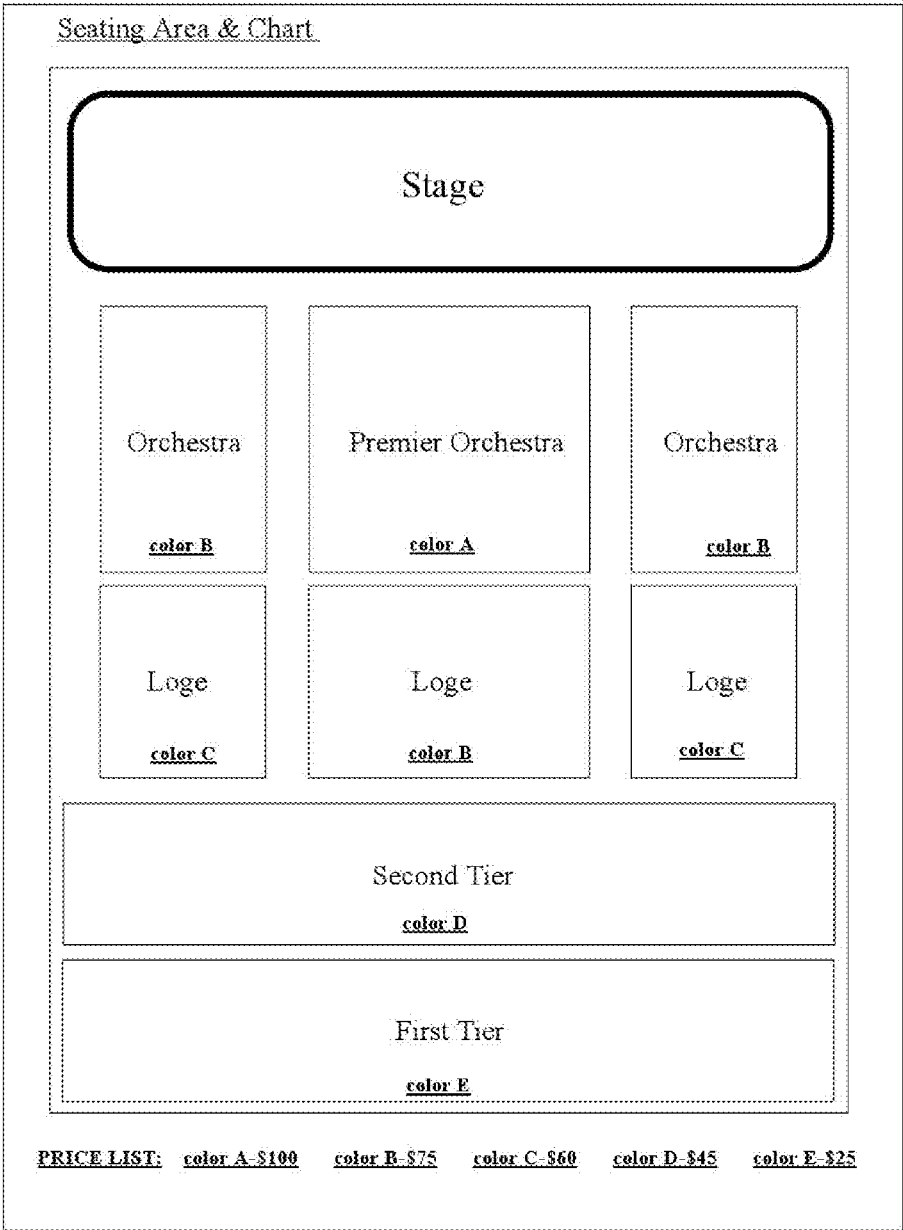 Seating Area & Chart
Stage
Orchestra Premier Orchestra Orchestra
color B color A color B
Loge Loge Loge
color C color B color C
Second Tier
color D
First Tier
color E
PRICE LIST: color A-$100 color B-$75 color C-$60 color D-$45 color E-$25